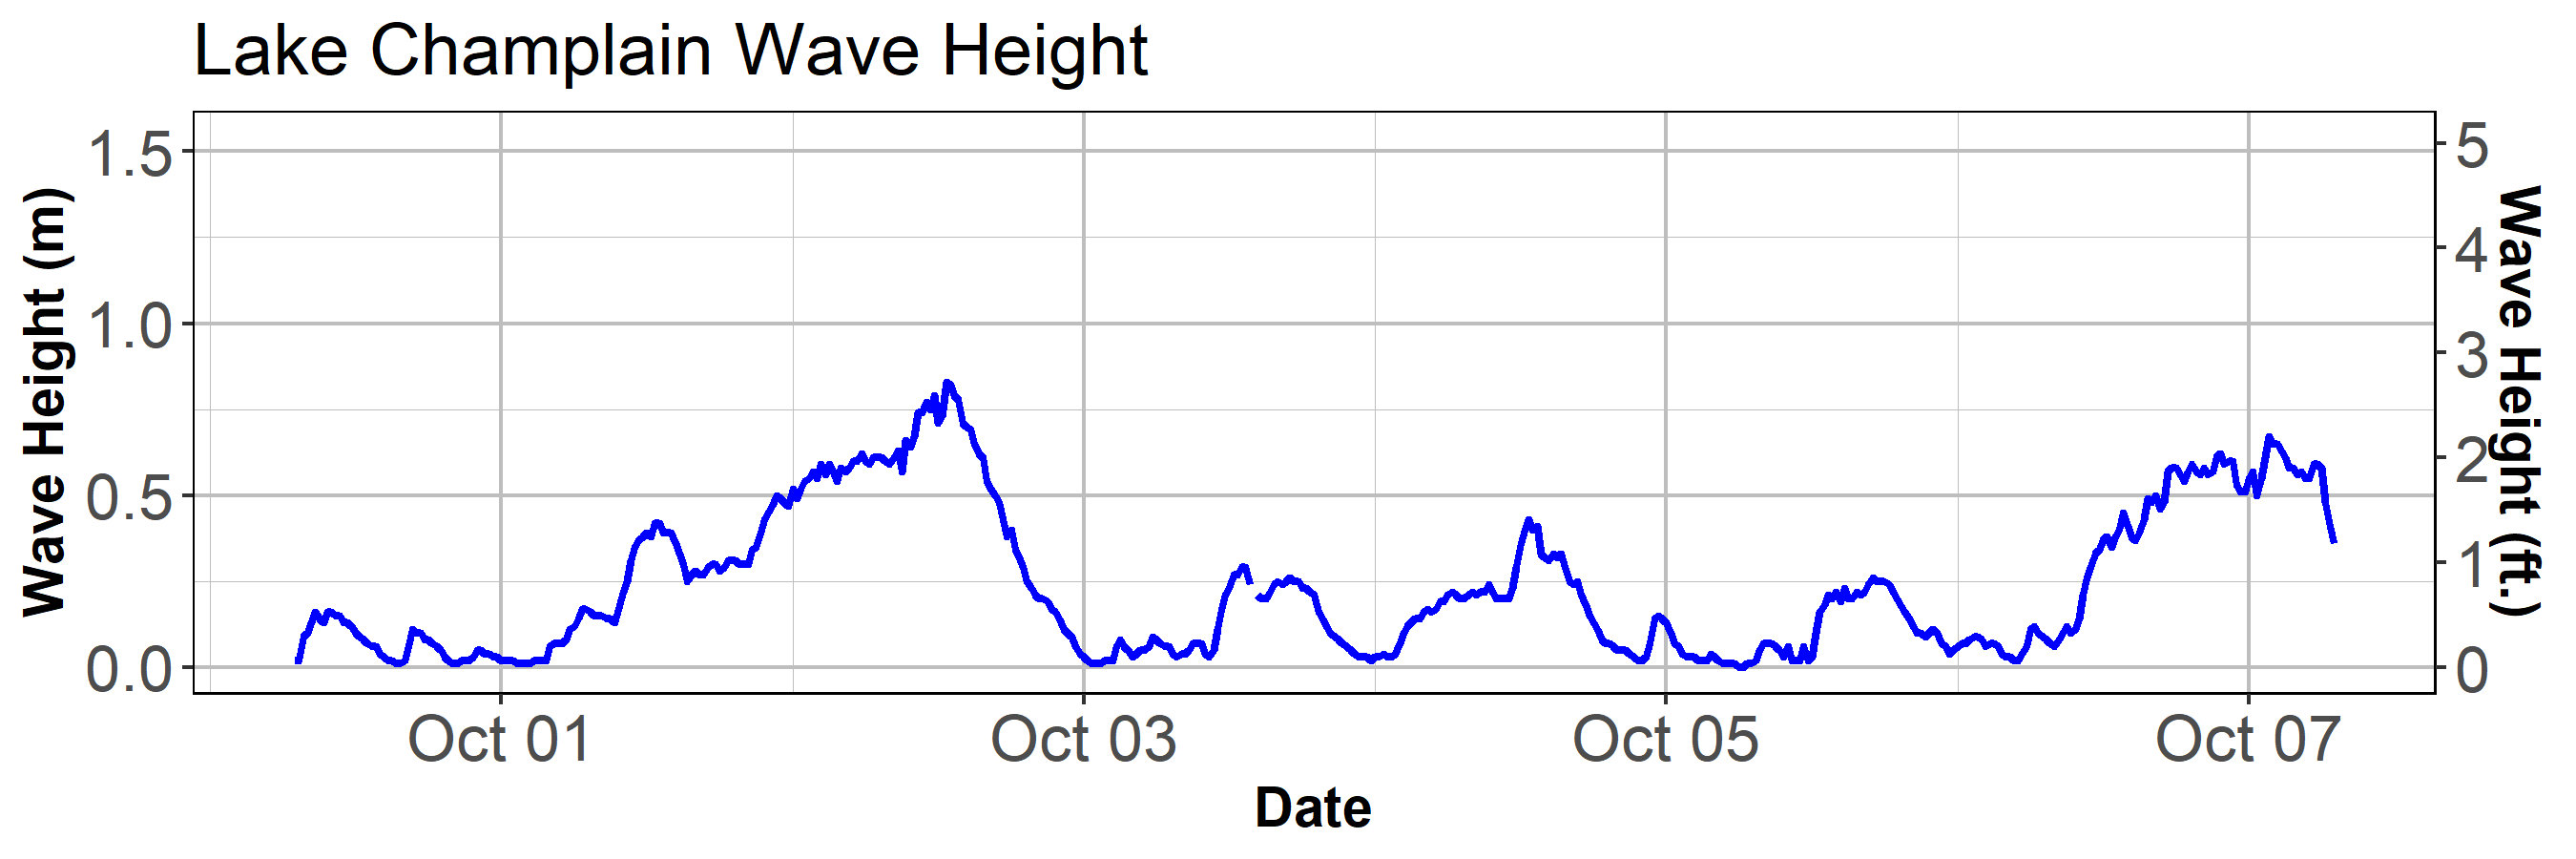 Lake Champlain Wave Height
Wave Height (m)
1.5
1.0
0.5
0.0
5
4
3
2
1
0
Wave Height (ft.)
Oct 01 Oct 03 Oct 05 Oct 07
Date